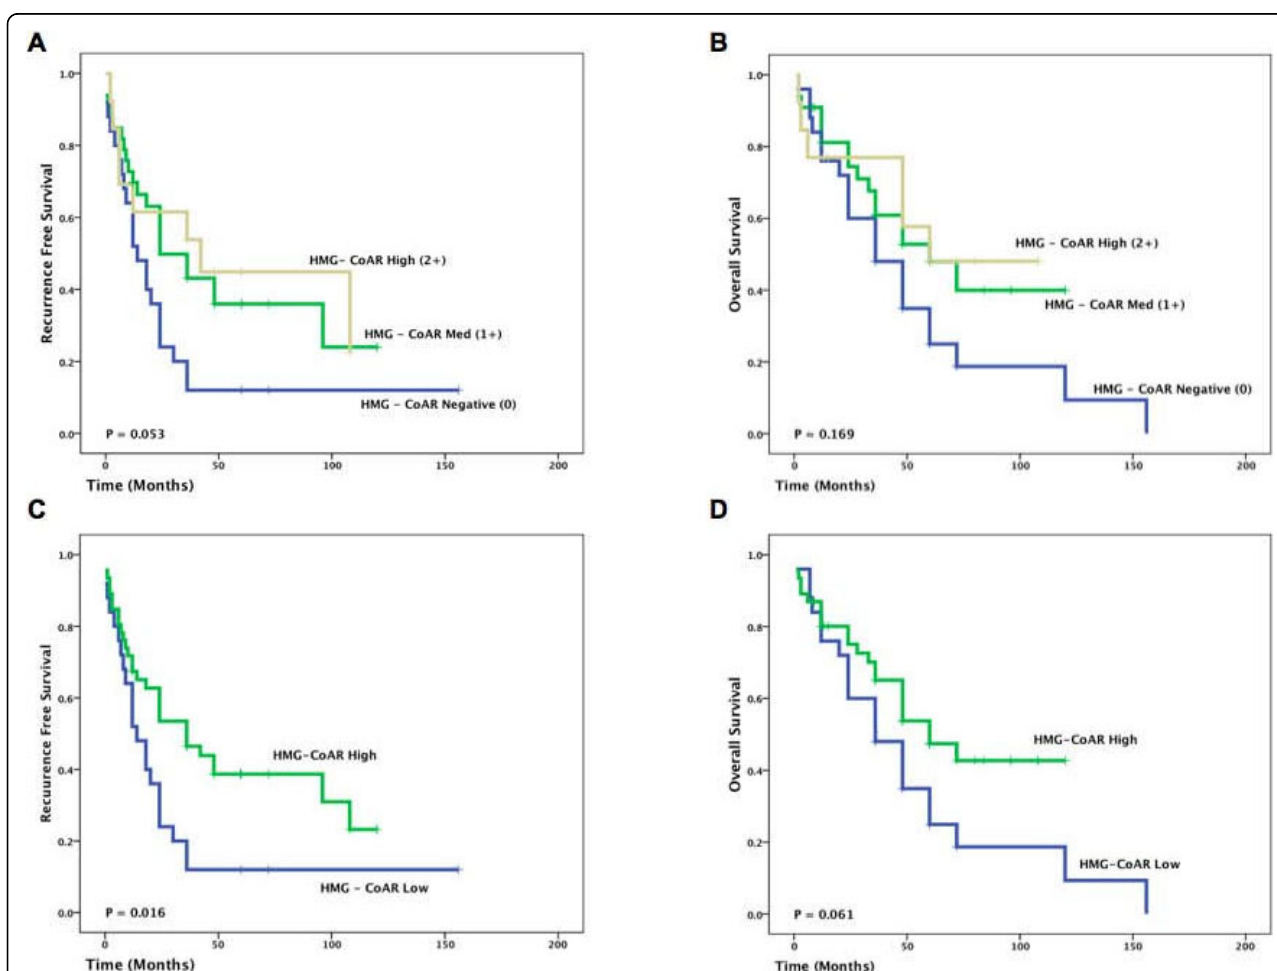 A
B
1.0
0.8
0.6
0.4
0.2
0.0
Recurrence Free Survival
HMG- CoAR High (2+)
HMG - CoAR Med (1+)
HMG - CoAR Negative (0)
P = 0.053
0 50 100 150 200
Time (Months)
1.0
0.8
0.6
0.4
0.2
0.0
Overall Survival
HMG - CoAR High (2+)
HMG - CoAR Med (1+)
HMG - CoAR Negative (0)
P = 0.169
0 50 100 150 200
Time (Months)
C
D
1.0
0.8
0.6
0.4
0.2
0.0
Recuurence Free Survival
HMG-CoAR High
HMG - CoAR Low
P = 0.016
0 50 100 150 200
Time (Months)
1.0
0.8
0.6
0.4
0.2
0.0
Overall Survival
HMG-CoAR High
HMG-CoAR Low
P = 0.061
0 50 100 150 200
Time (Months)